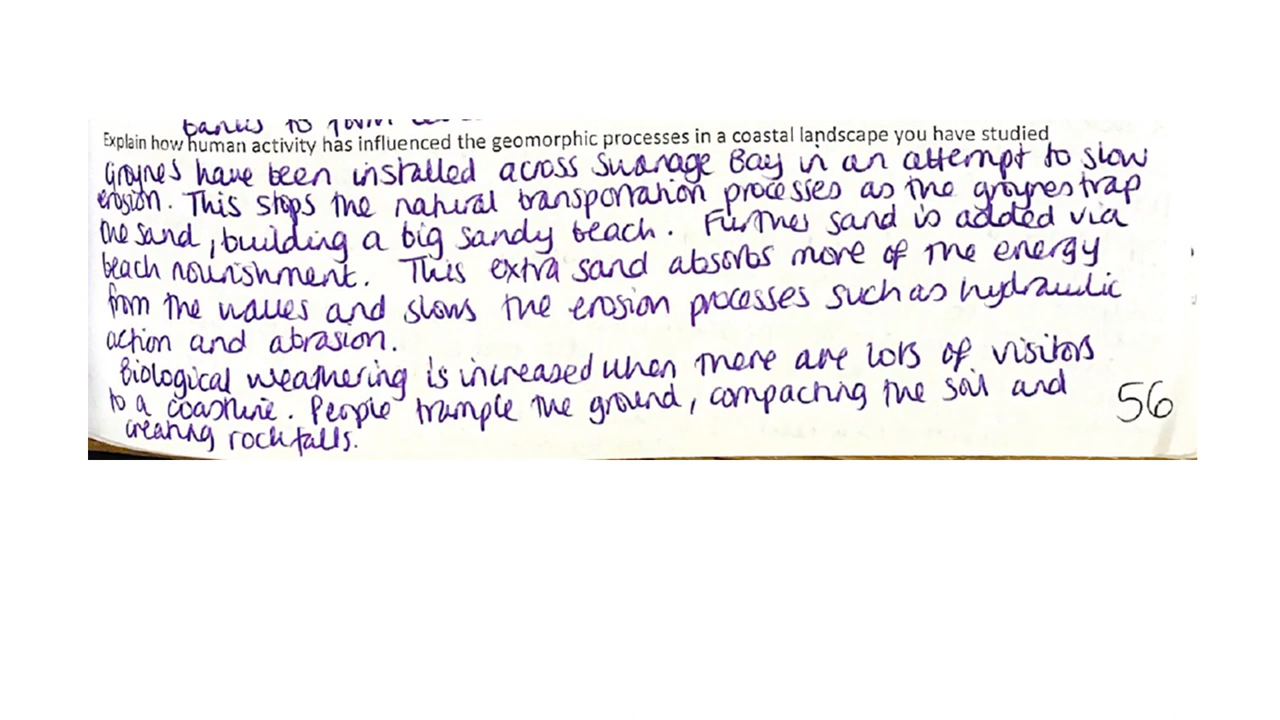 banks to form
Explain how human activity has influenced the geomorphic processes in a coastal landscape you have studied
Groynes have been installed across Swanage Bay in an attempt to slow
erosion. This stops the natural transportation processes as the groynes trap
the sand, building a big sandy beach. Further sand is added via
beach nourishment. This extra sand absorbs more of the energy
from the waves and slows the erosion processes such as hydraulic
action and abrasion.
Biological weathering is increased when there are lots of visitors
to a coastline. People trample the ground, compacting the soil and
creating rockfalls.
56